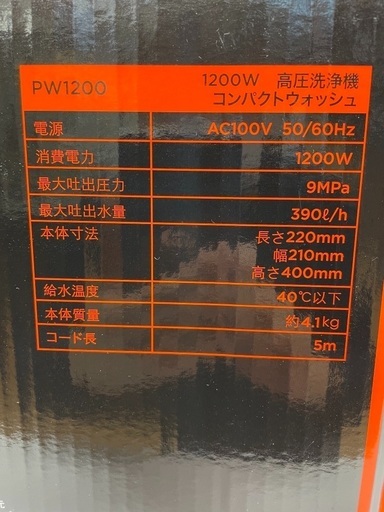 PW1200 1200W 高圧洗浄機
コンパクトウォッシュ
電源 AC100V 50/60Hz
消費電力 1200W
最大吐出圧力 9MPa
最大吐出水量 390ℓ/h
本体寸法 長さ220mm
幅210mm
高さ400mm
給水温度 40℃以下
本体質量 約4.1kg
コード長 5m
元